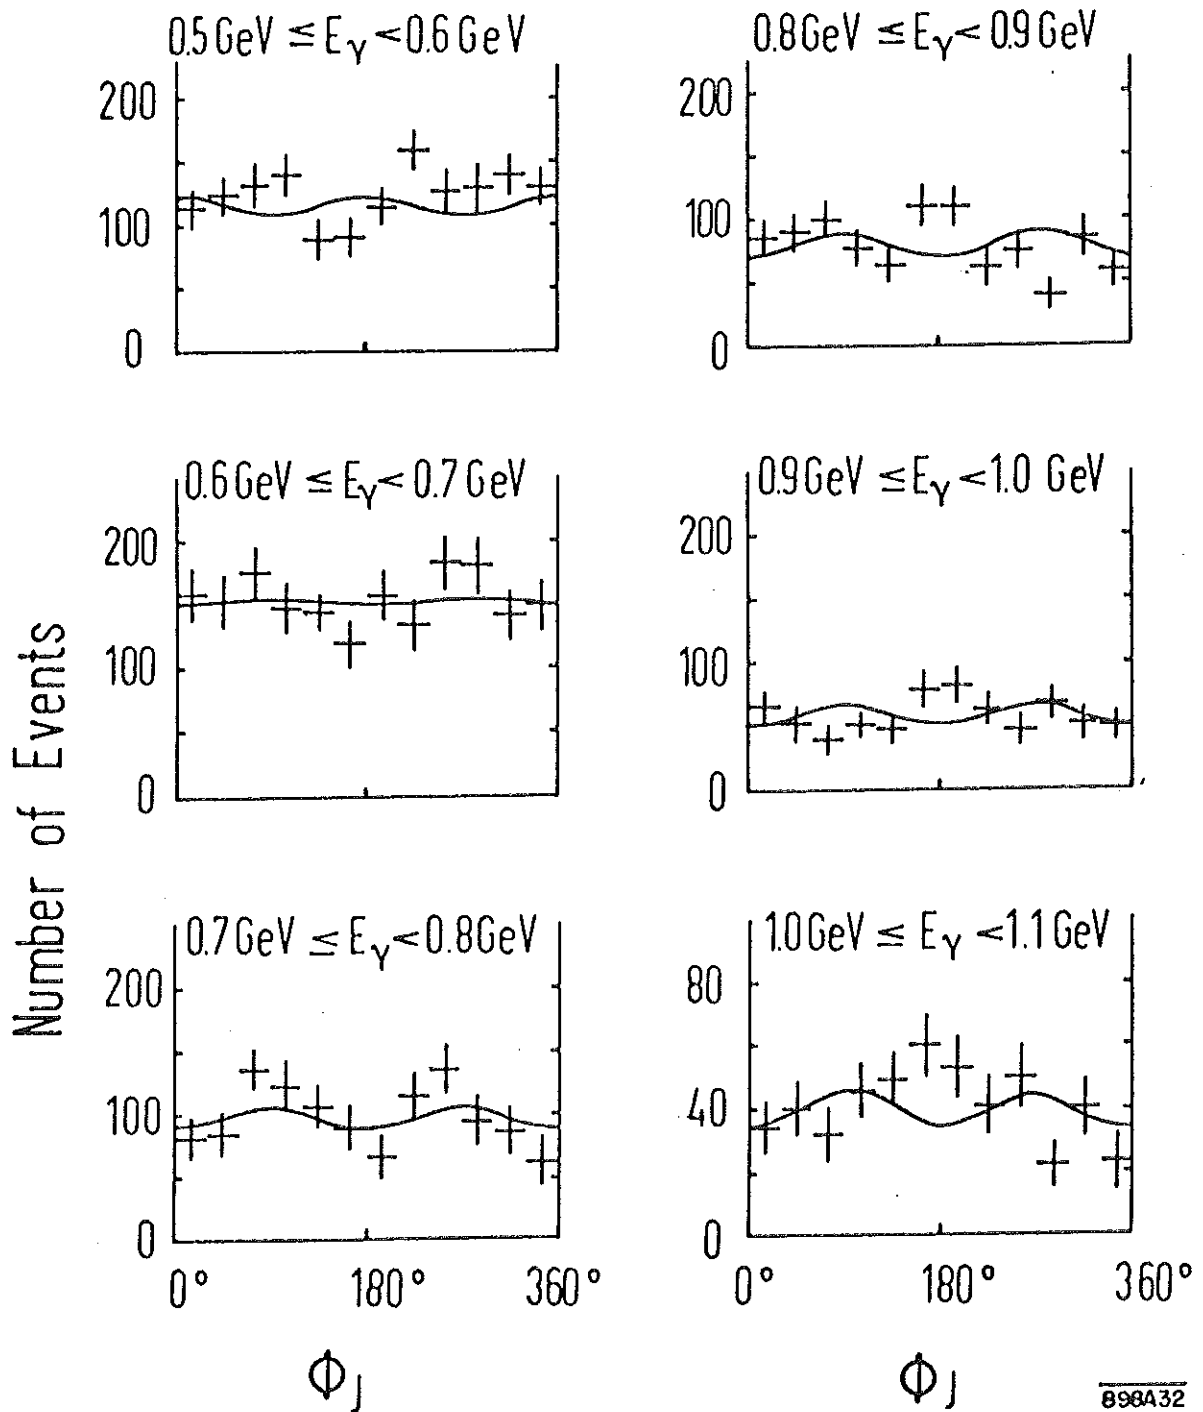 0.5 GeV ≤ Eγ < 0.6 GeV
200
100
0
0.8 GeV ≤ Eγ < 0.9 GeV
200
100
0
0.6 GeV ≤ Eγ < 0.7 GeV
200
100
0
0.9 GeV ≤ Eγ < 1.0 GeV
200
100
0
0.7 GeV ≤ Eγ < 0.8 GeV
200
100
0
0° 180° 360°
ΦJ
1.0 GeV ≤ Eγ < 1.1 GeV
80
40
0
0° 180° 360°
ΦJ
Number of Events
898A32